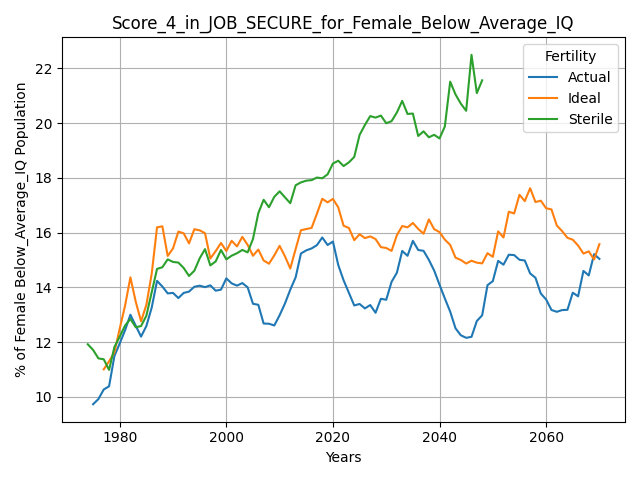 Score_4_in_JOB_SECURE_for_Female_Below_Average_IQ
% of Female Below_Average_IQ Population
22
20
18
16
14
12
10
Fertility
Actual
Ideal
Sterile
1980 2000 2020 2040 2060
Years